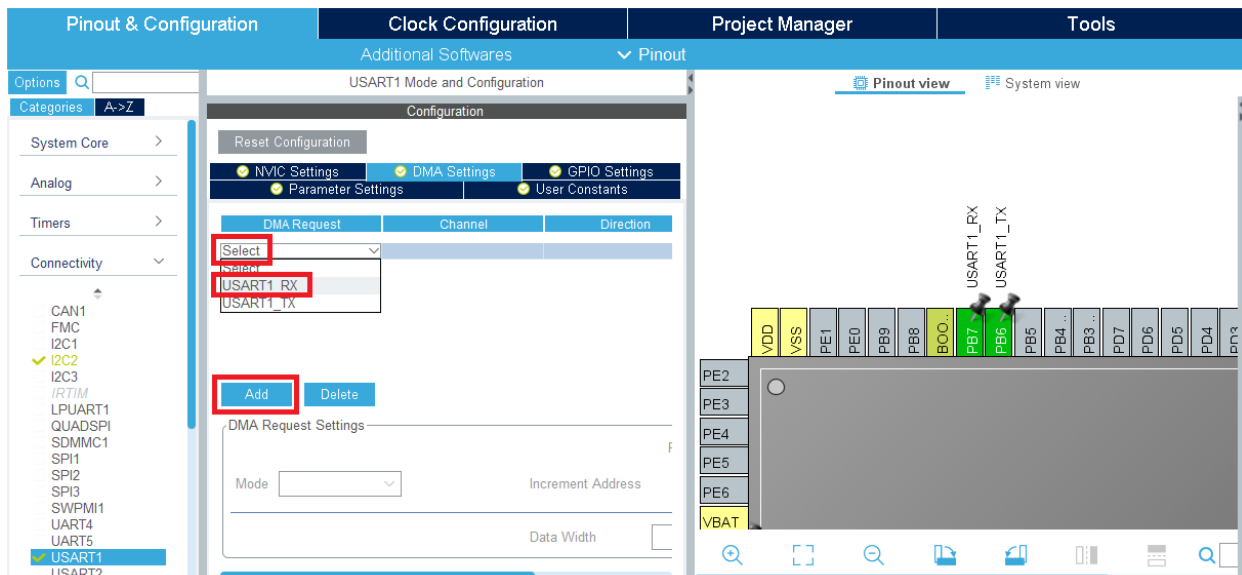 Pinout & Configuration
Clock Configuration
Project Manager
Tools
Additional Softwares
Pinout
Options
USART1 Mode and Configuration
Pinout view
System view
Categories
A->Z
Configuration
System Core
Analog
Timers
Connectivity
CAN1
FMC
I2C1
I2C2
I2C3
IRTIM
LPUART1
QUADSPI
SDMMC1
SPI1
SPI2
SPI3
SWPMI1
UART4
UART5
USART1
USART2
Reset Configuration
NVIC Settings
DMA Settings
GPIO Settings
Parameter Settings
User Constants
DMA Request
Channel
Direction
Select
Select
USART1_RX
USART1_TX
Add
Delete
DMA Request Settings
Mode
Increment Address
Data Width
USART1_RX
USART1_TX
VDD
VSS
PE1
PE0
PB9
PB8
BOO..
PB7
PB6
PB5
PB4 ..
PB3 ..
PD7
PD6
PD5
PD4
PD3
PE2
PE3
PE4
PE5
PE6
VBAT